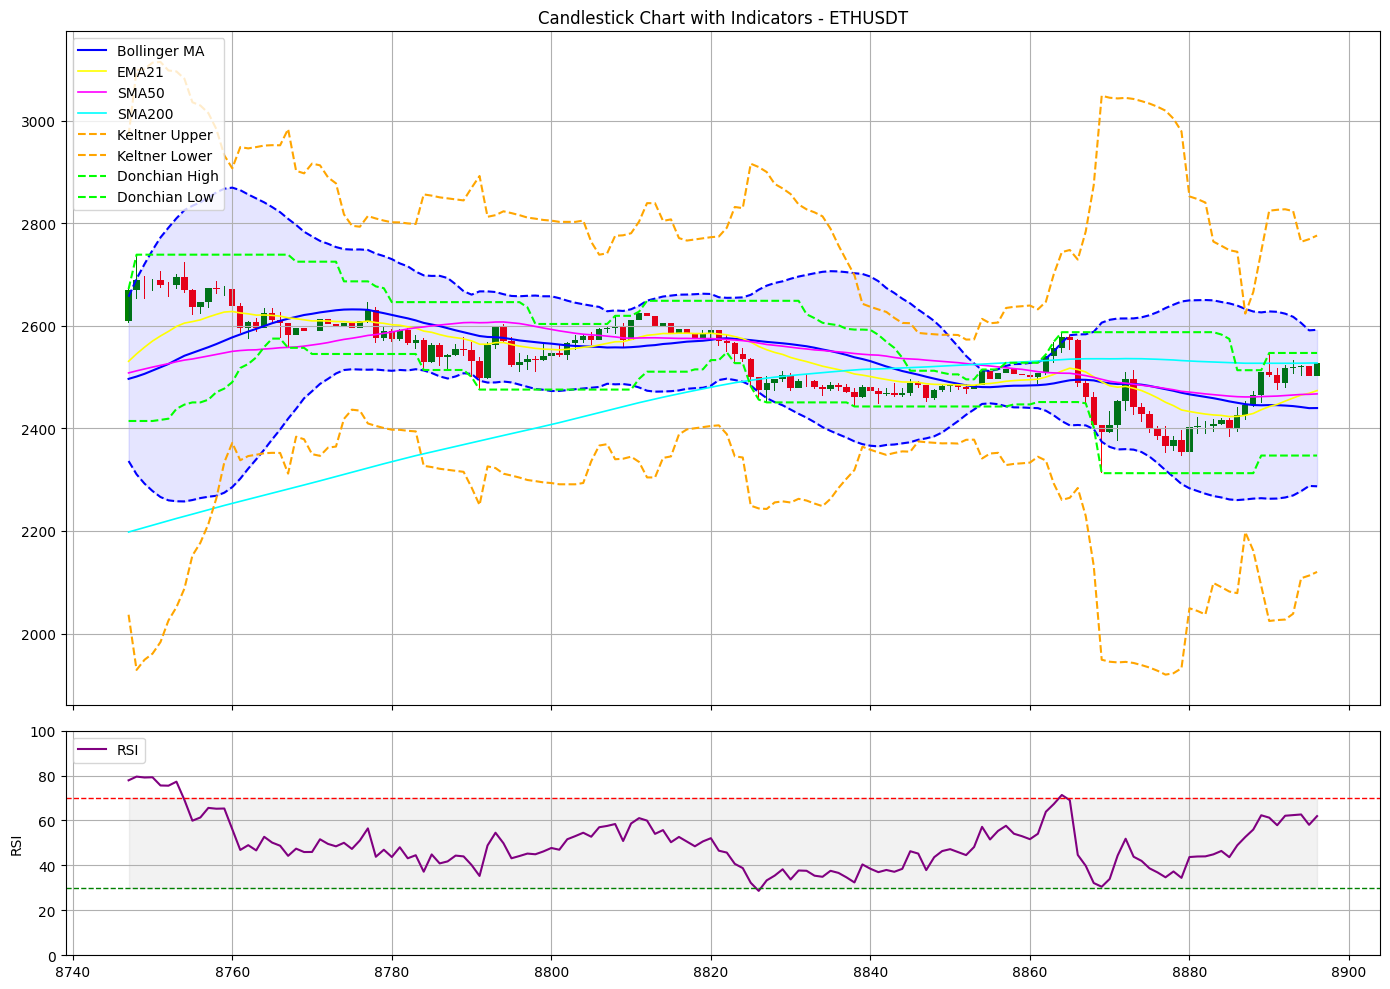 Candlestick Chart with Indicators - ETHUSDT
Bollinger MA
EMA21
SMA50
SMA200
Keltner Upper
Keltner Lower
Donchian High
Donchian Low
3000
2800
2600
2400
2200
2000
RSI
100
80
60
40
20
0
RSI
8740 8760 8780 8800 8820 8840 8860 8880 8900